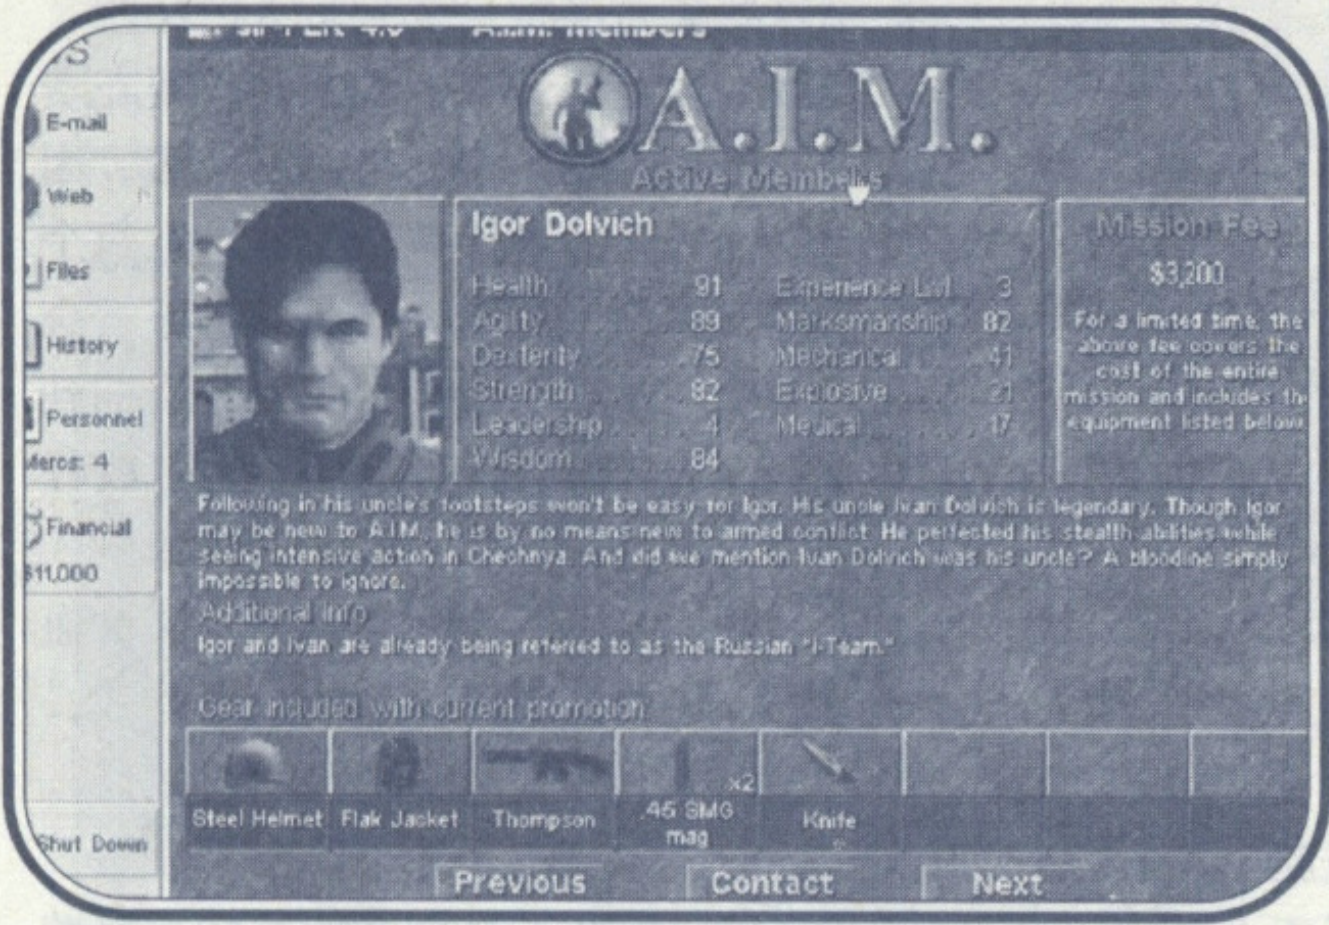 A.I.M. Members
E-mail
Web
Files
History
Personnel
Mercs: 4
Financial
$11,000
Shut Down
A.I.M.
Active Members
Igor Dolvich
Health 91 Experience Lvl 3
Agility 89 Marksmanship 82
Dexterity 75 Mechanical 41
Strength 82 Explosive 21
Leadership 4 Medical 17
Wisdom 84
Mission Fee
$3,200
For a limited time, the
above fee covers the
cost of the entire
mission and includes the
equipment listed below.
Following in his uncle's footsteps won't be easy for Igor. His uncle Ivan Dolvich is legendary. Though Igor
may be new to A.I.M., he is by no means new to armed conflict. He perfected his stealth abilities while
seeing intensive action in Chechnya. And did we mention Ivan Dolvich was his uncle? A bloodline simply
impossible to ignore.
Additional Info
Igor and Ivan are already being referred to as the Russian "I-Team."
Gear included with current promotion
x2
Steel Helmet Flak Jacket Thompson .45 SMG mag Knife
Previous Contact Next